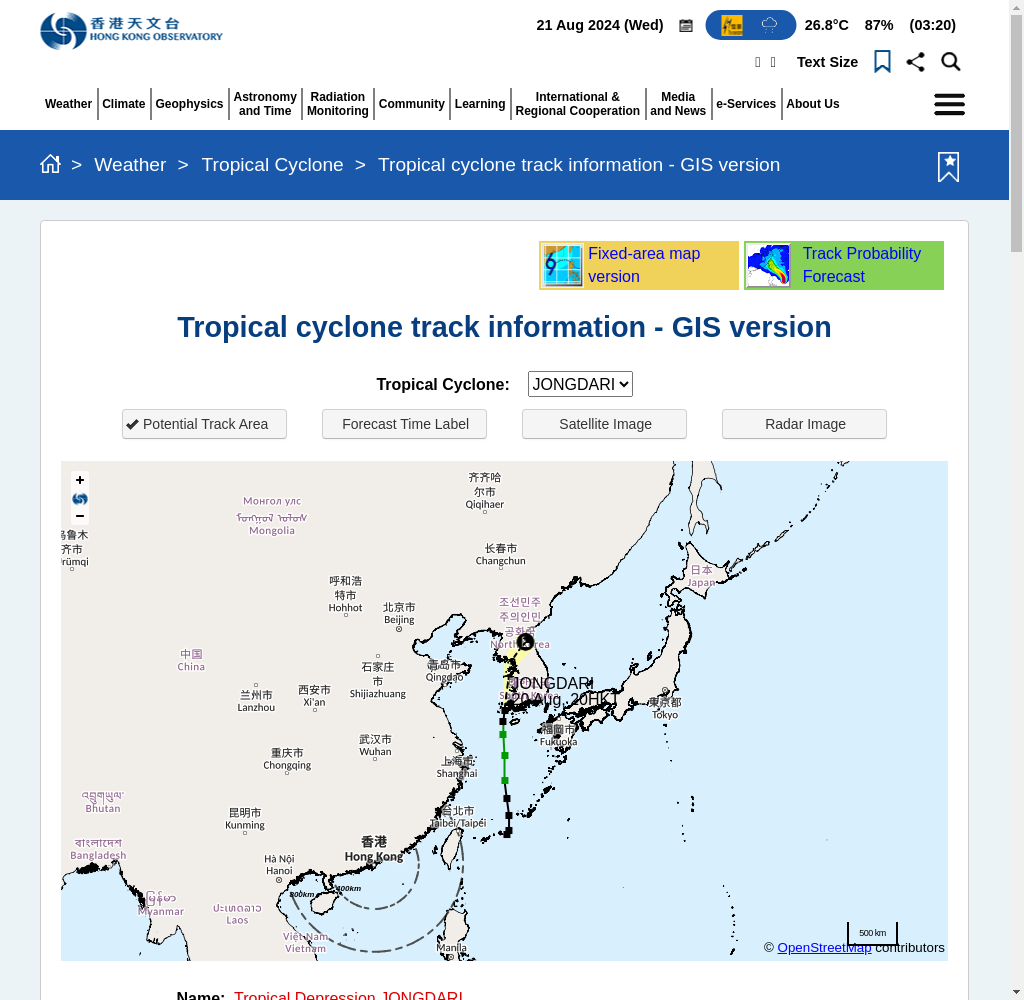 香港天文台
HONG KONG OBSERVATORY
21 Aug 2024 (Wed)
26.8°C 87% (03:20)
Text Size
Weather
Climate
Geophysics
Astronomy
and Time
Radiation
Monitoring
Community
Learning
International &
Regional Cooperation
Media
and News
e-Services
About Us
> Weather > Tropical Cyclone > Tropical cyclone track information - GIS version
Fixed-area map
version
Track Probability
Forecast
Tropical cyclone track information - GIS version
Tropical Cyclone: JONGDARI
Potential Track Area
Forecast Time Label
Satellite Image
Radar Image
+
−
齐齐哈
尔市
Qiqihaer
Монгол улс
Mongolia
乌鲁木
齐市
Ürümqi
长春市
Changchun
日本
Japan
呼和浩
特市
Hohhot
北京市
Beijing
조선민주
주의인민
공화국
North Korea
中国
China
石家庄
市
Shijiazhuang
青岛市
Qingdao
JONGDARI
20 Aug, 20HKT
兰州市
Lanzhou
西安市
Xi'an
東京都
Tokyo
福岡市
Fukuoka
武汉市
Wuhan
重庆市
Chongqing
上海市
Shanghai
Bhutan
昆明市
Kunming
台北市
Taibei/Taipei
বাংলাদেশ
Bangladesh
香港
Hong Kong
Hà Nội
Hanoi
800km
400km
မြန်မာ
Myanmar
ປະເທດລາວ
Laos
Việt Nam
Vietnam
Manila
500 km
© OpenStreetMap contributors
Name: Tropical Depression JONGDARI